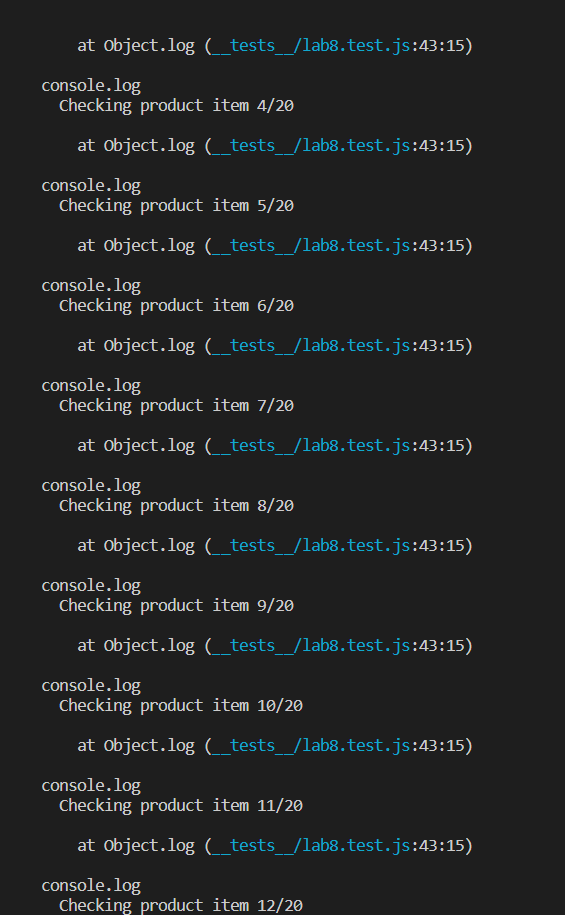 at Object.log (__tests__/lab8.test.js:43:15)
console.log
Checking product item 4/20
at Object.log (__tests__/lab8.test.js:43:15)
console.log
Checking product item 5/20
at Object.log (__tests__/lab8.test.js:43:15)
console.log
Checking product item 6/20
at Object.log (__tests__/lab8.test.js:43:15)
console.log
Checking product item 7/20
at Object.log (__tests__/lab8.test.js:43:15)
console.log
Checking product item 8/20
at Object.log (__tests__/lab8.test.js:43:15)
console.log
Checking product item 9/20
at Object.log (__tests__/lab8.test.js:43:15)
console.log
Checking product item 10/20
at Object.log (__tests__/lab8.test.js:43:15)
console.log
Checking product item 11/20
at Object.log (__tests__/lab8.test.js:43:15)
console.log
Checking product item 12/20